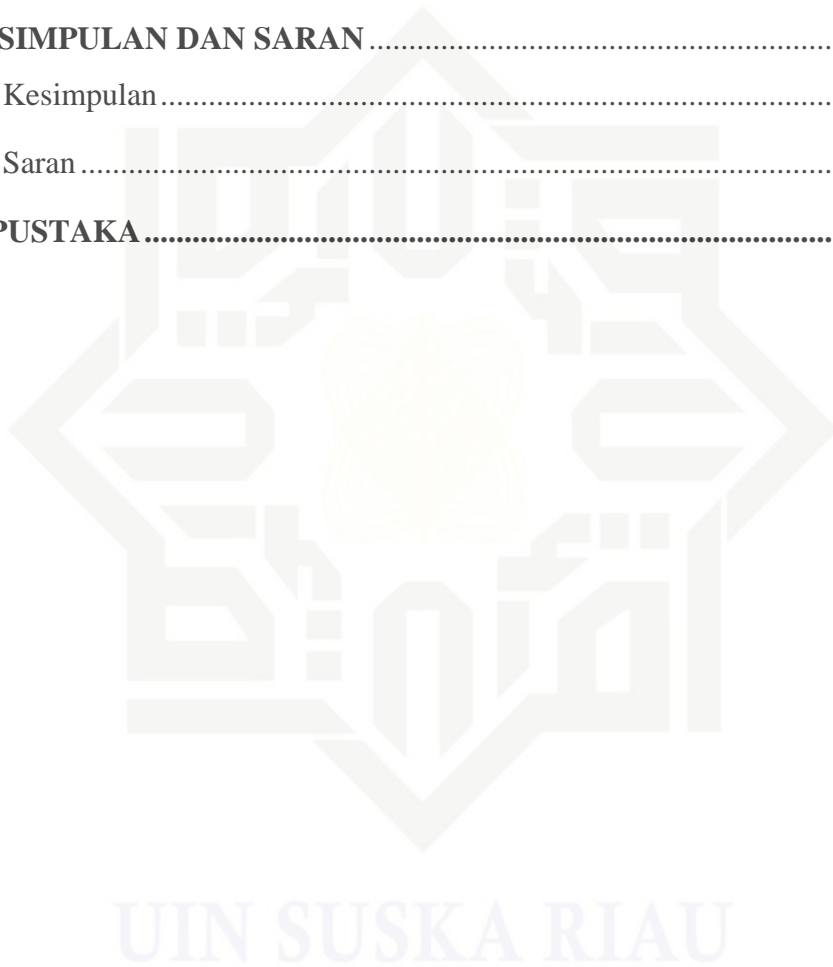 SIMPULAN DAN SARAN ..........................................................
Kesimpulan ....................................................................................
Saran ..............................................................................................
PUSTAKA ......................................................................................
UIN SUSKA RIAU